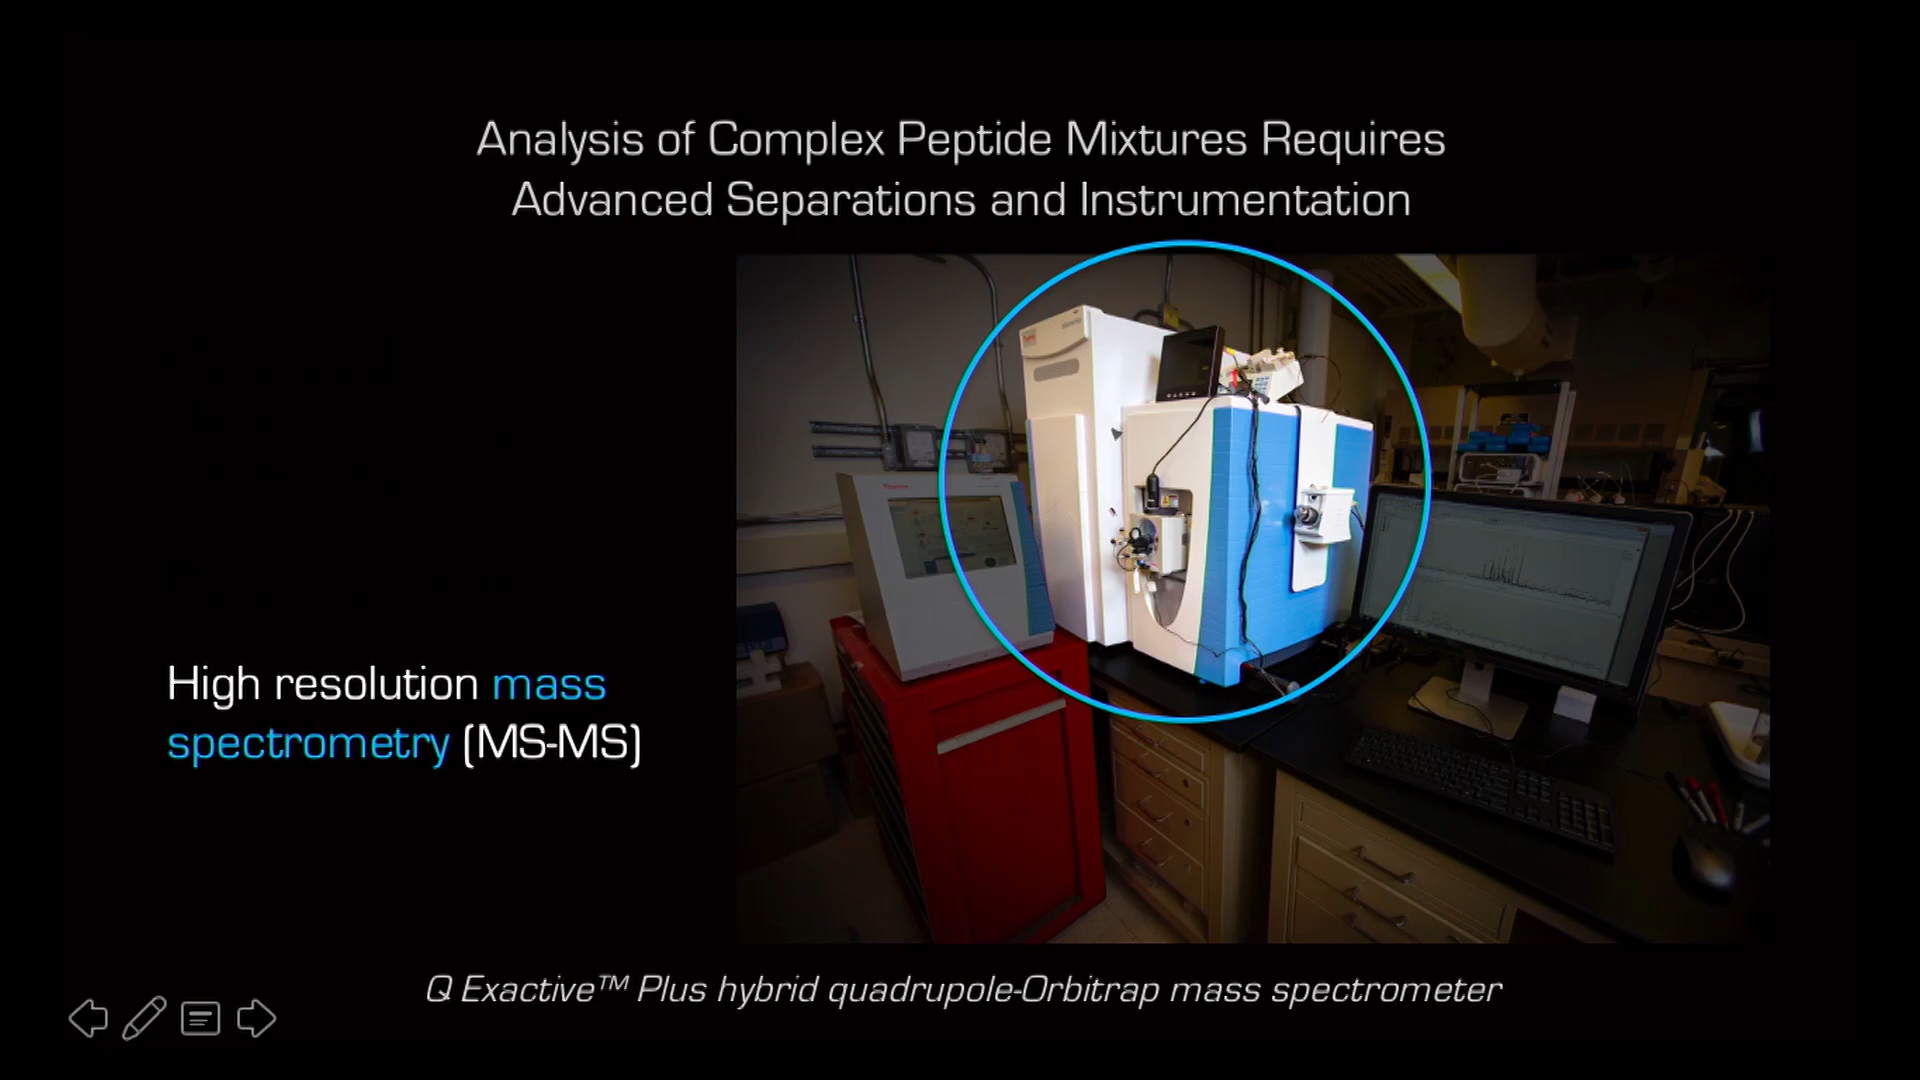 Analysis of Complex Peptide Mixtures Requires
Advanced Separations and Instrumentation
High resolution mass
spectrometry (MS-MS)
Q Exactive™ Plus hybrid quadrupole-Orbitrap mass spectrometer